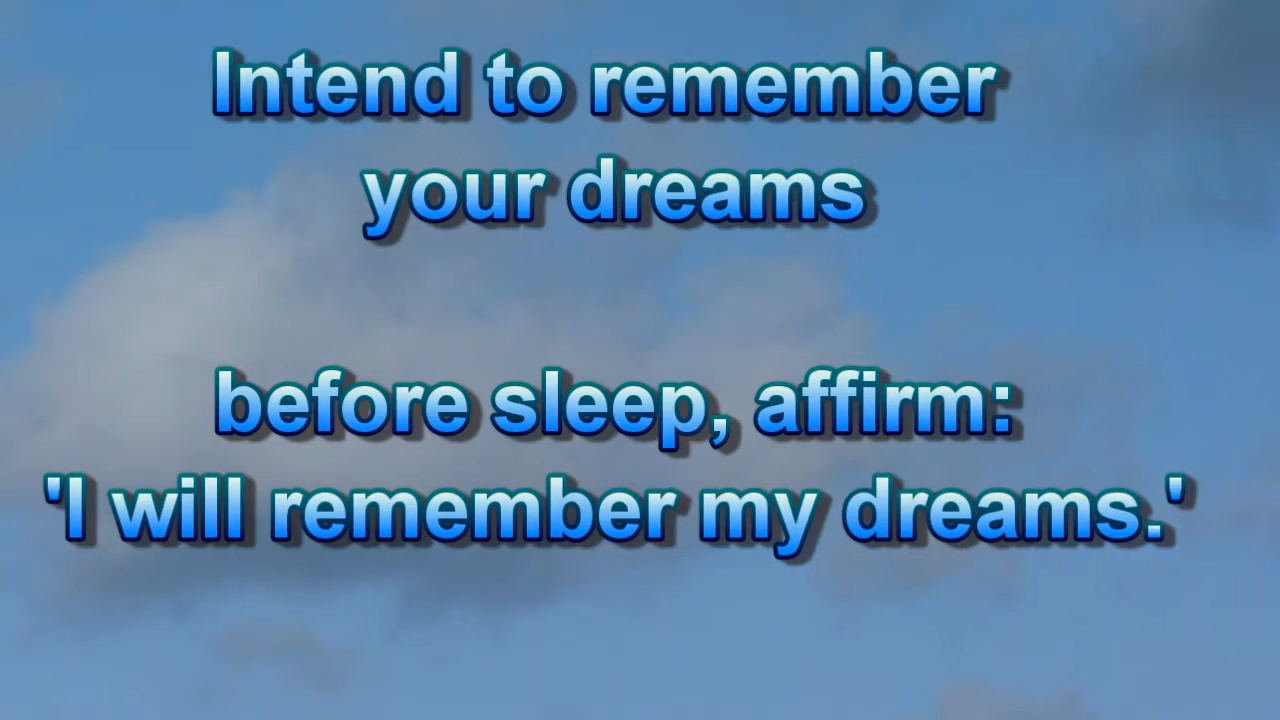 Intend to remember
your dreams
before sleep, affirm:
'I will remember my dreams.'